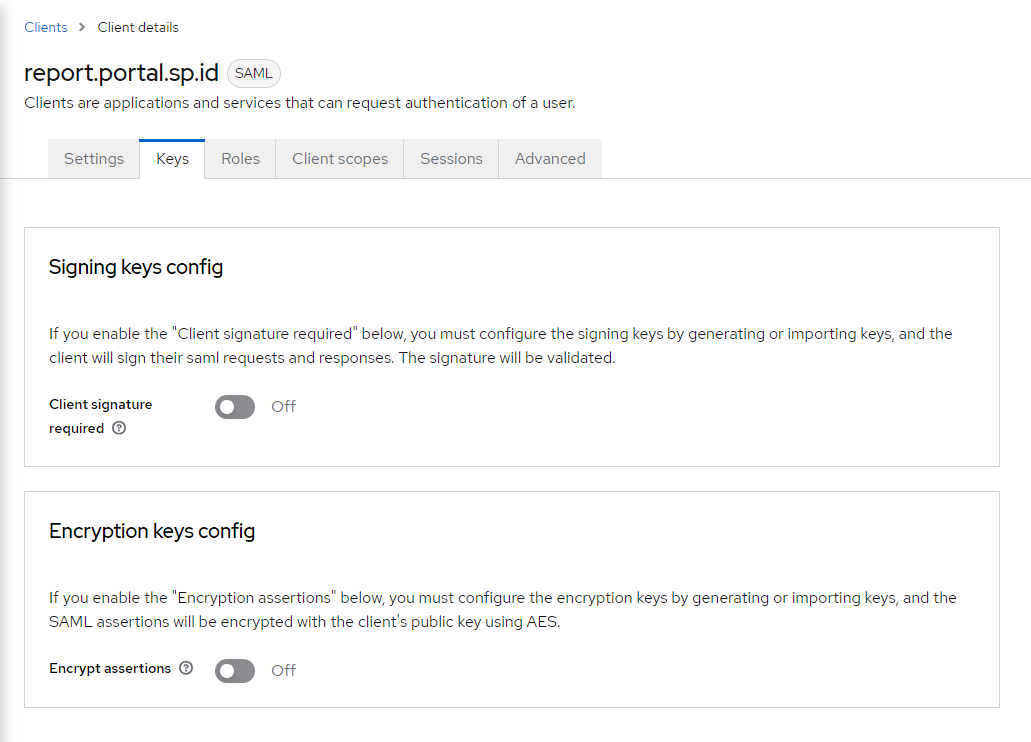 Clients > Client details
report.portal.sp.id SAML
Clients are applications and services that can request authentication of a user.
Settings Keys Roles Client scopes Sessions Advanced
Signing keys config
If you enable the "Client signature required" below, you must configure the signing keys by generating or importing keys, and the
client will sign their saml requests and responses. The signature will be validated.
Client signature
required ? Off
Encryption keys config
If you enable the "Encryption assertions" below, you must configure the encryption keys by generating or importing keys, and the
SAML assertions will be encrypted with the client's public key using AES.
Encrypt assertions ? Off